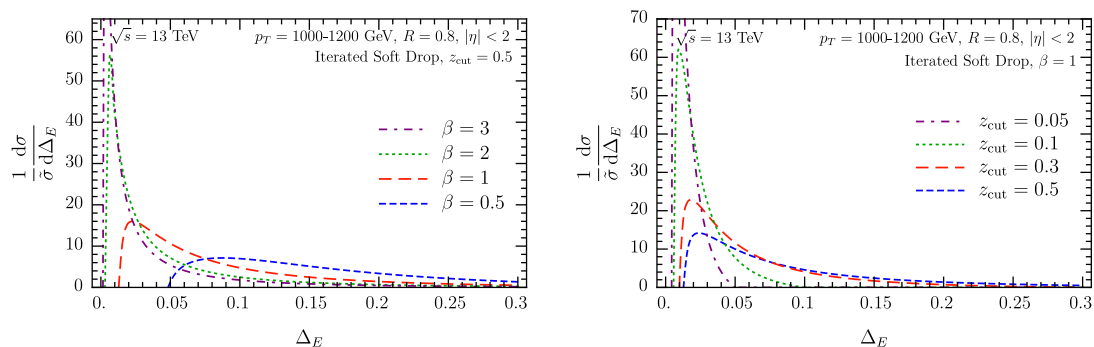 √s = 13 TeV p_T = 1000-1200 GeV, R = 0.8, |η| < 2
Iterated Soft Drop, z_cut = 0.5
β = 3
β = 2
β = 1
β = 0.5
1/σ̃ dσ/dΔ_E
60
50
40
30
20
10
0
0. 0.05 0.1 0.15 0.2 0.25 0.3
Δ_E
√s = 13 TeV p_T = 1000-1200 GeV, R = 0.8, |η| < 2
Iterated Soft Drop, β = 1
z_cut = 0.05
z_cut = 0.1
z_cut = 0.3
z_cut = 0.5
1/σ̃ dσ/dΔ_E
70
60
50
40
30
20
10
0
0. 0.05 0.1 0.15 0.2 0.25 0.3
Δ_E